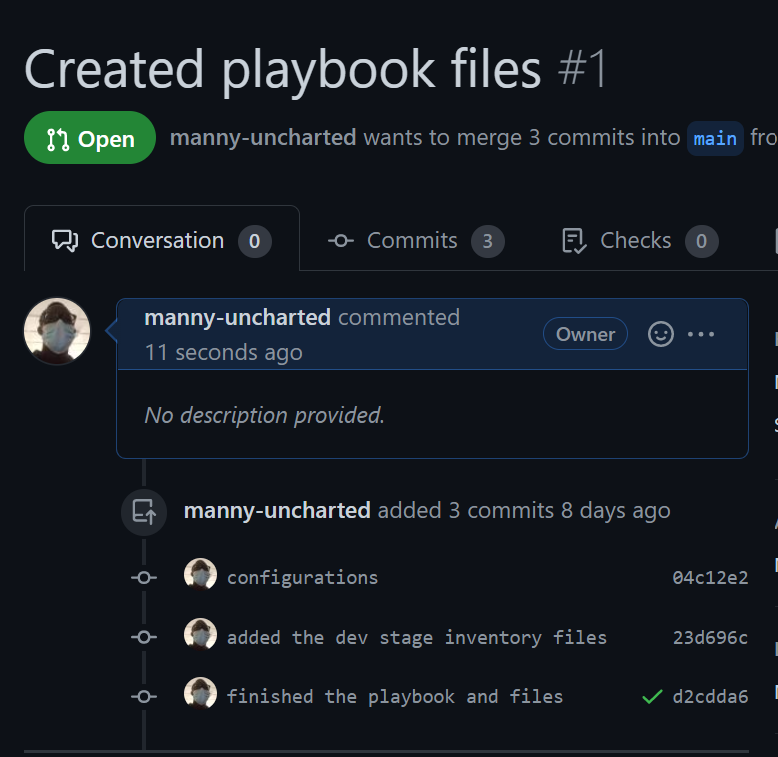 Created playbook files #1
Open manny-uncharted wants to merge 3 commits into main
Conversation 0 Commits 3 Checks 0
manny-uncharted commented
11 seconds ago
Owner
No description provided.
manny-uncharted added 3 commits 8 days ago
configurations 04c12e2
added the dev stage inventory files 23d696c
finished the playbook and files d2cdda6